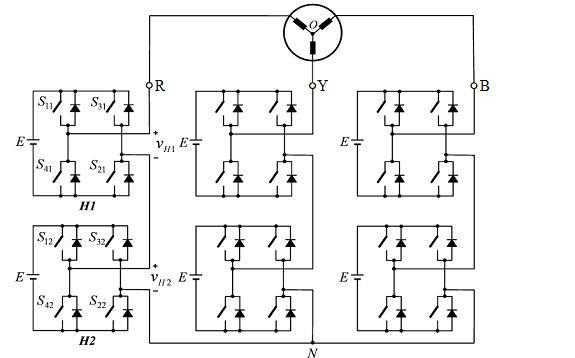 O
R
Y
B
S11 S31
E
+
vH1
−
E
E
S41 S21
H1
S12 S32
E
+
vH2
−
E
E
S42 S22
H2
N